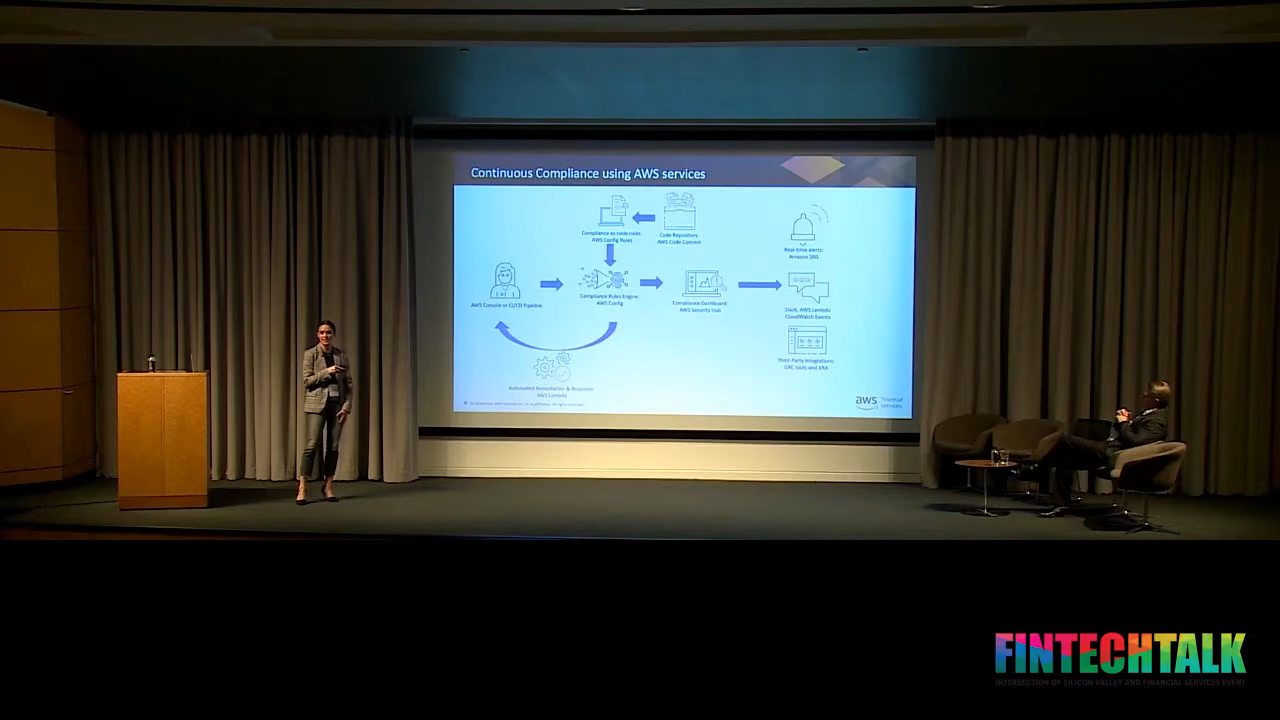 Continuous Compliance using AWS services
Compliance as code rules:
AWS Config Rules
Code Repository:
AWS Code Commit
Real-time alerts:
Amazon SNS
AWS Console or CI/CD Pipeline
Compliance Rules Engine:
AWS Config
Compliance Dashboard:
AWS Security Hub
Slack, AWS Lambda
CloudWatch Events
Third-Party Integrations:
GRC tools and
Automated Remediation & Response
AWS Lambda
aws
financial
services
FINTECHTALK
INTERSECTION OF SILICON VALLEY AND FINANCIAL SERVICES EVENT